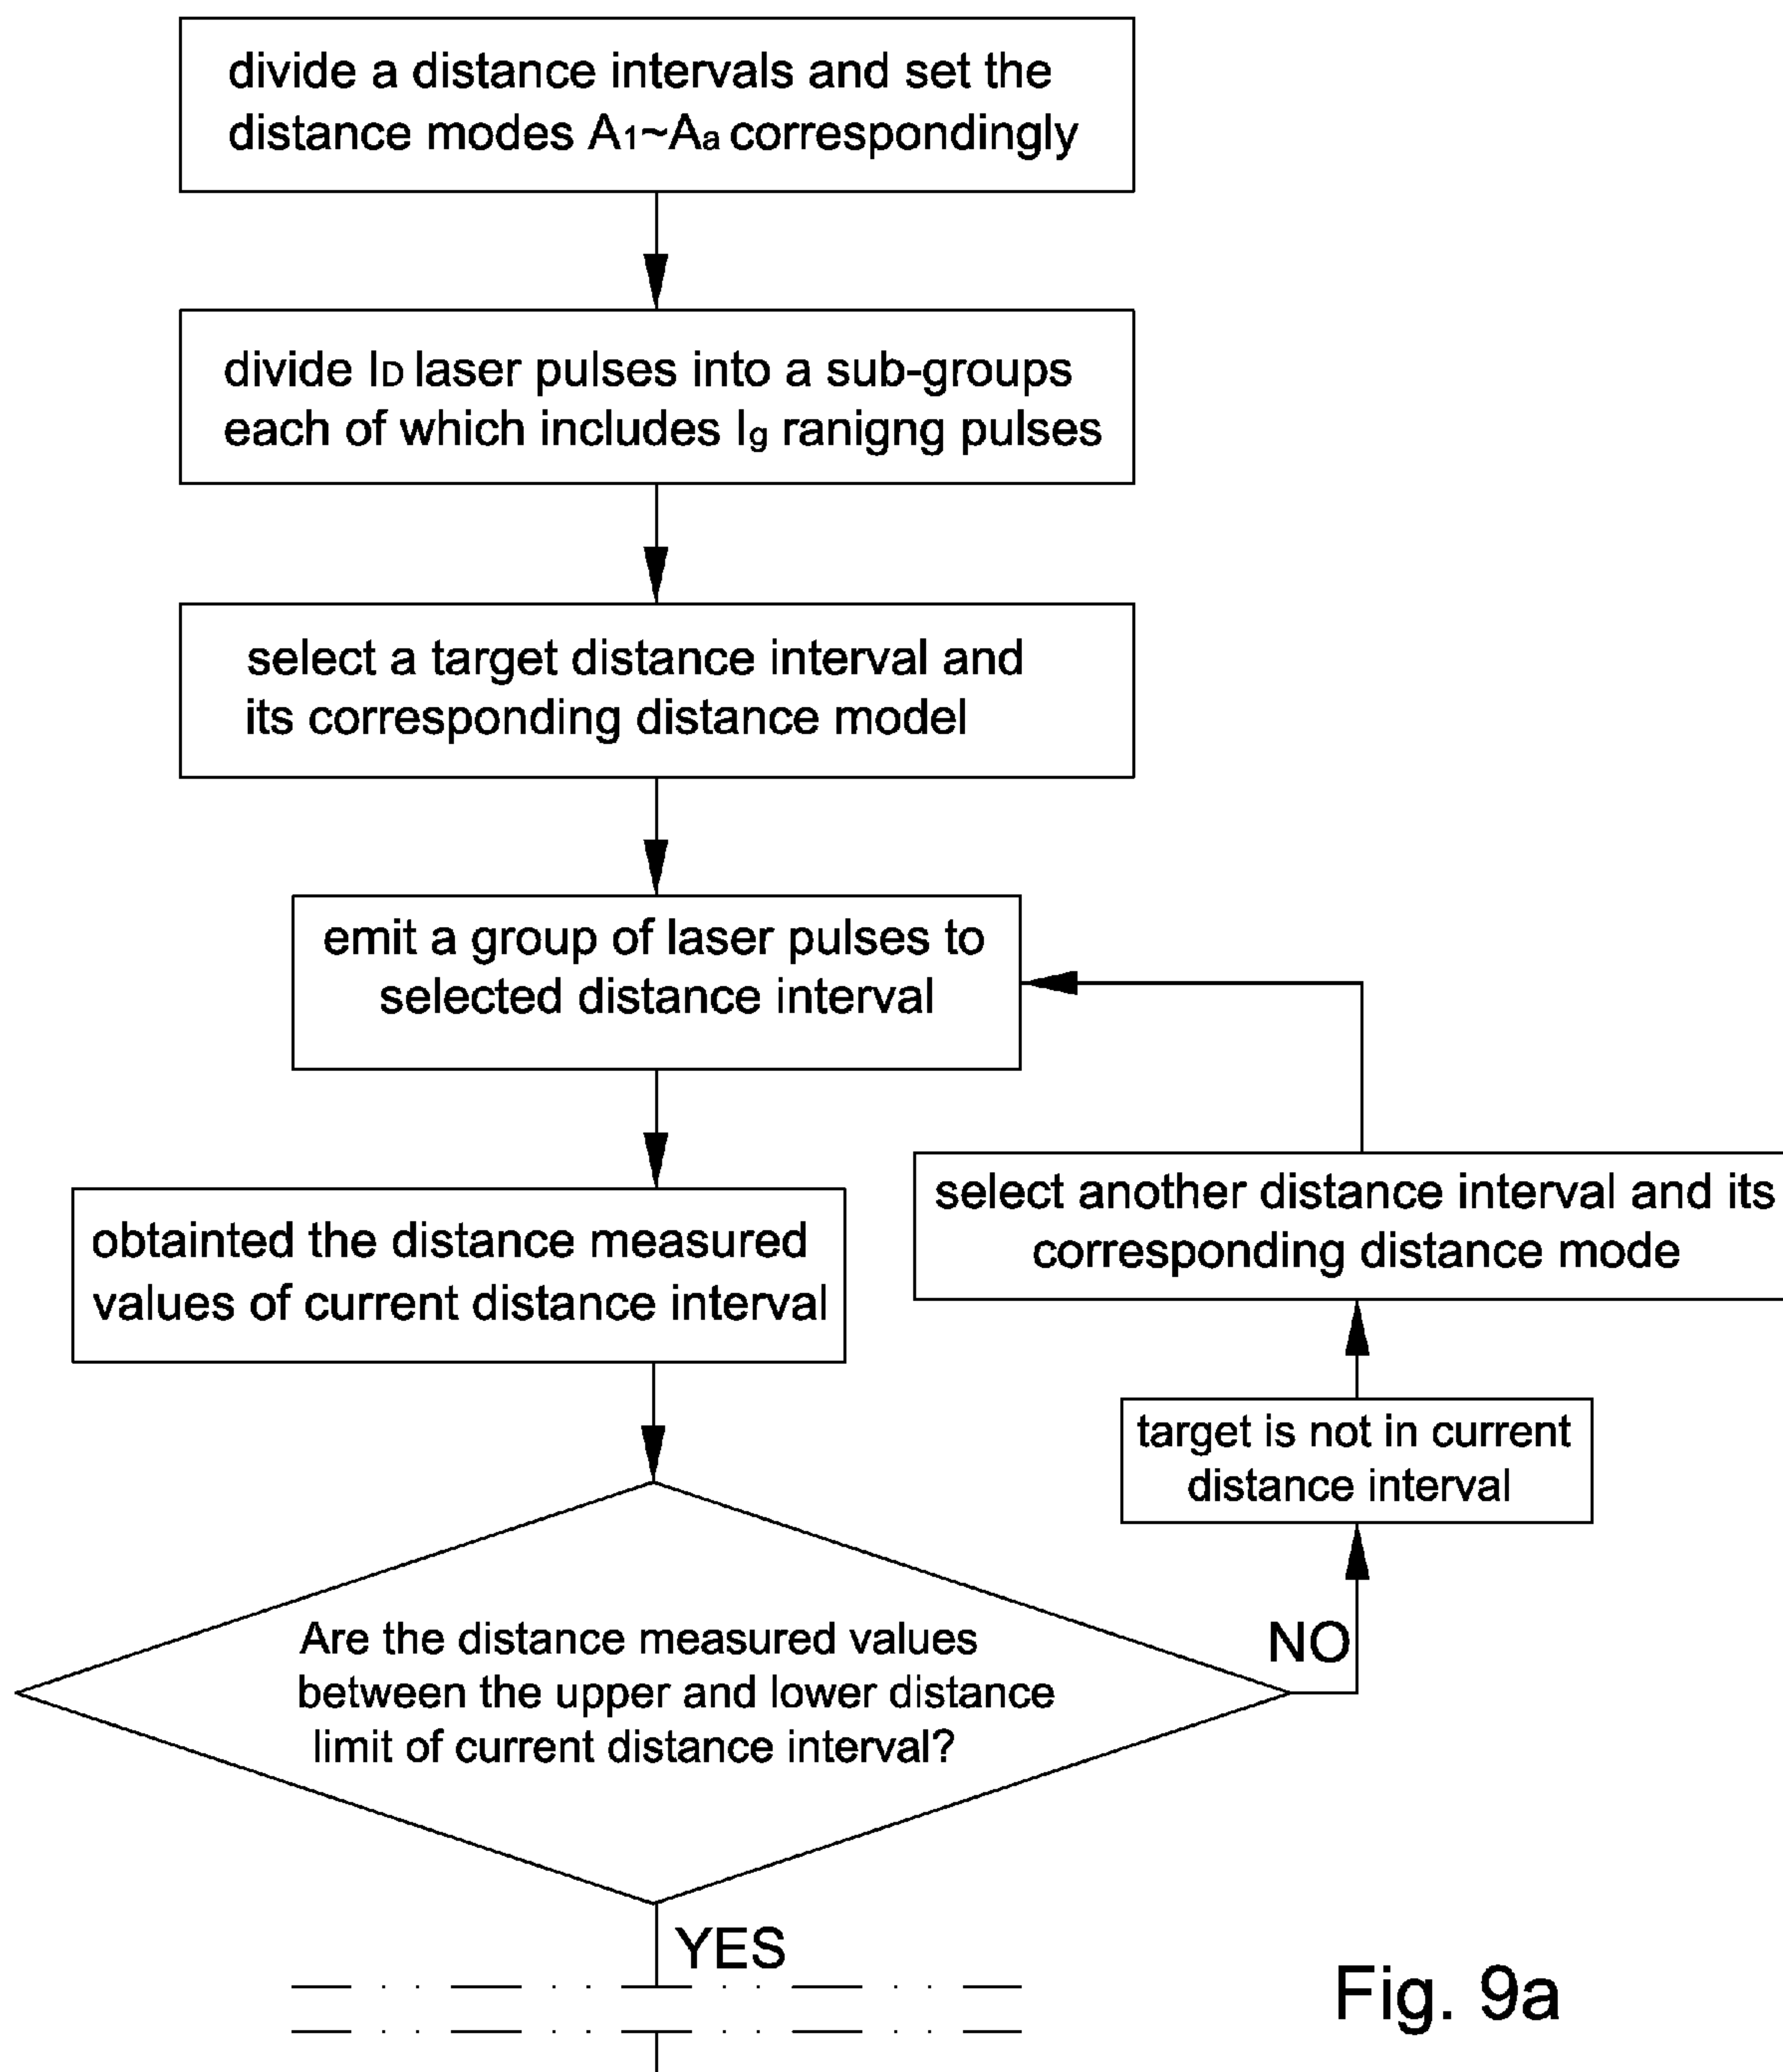 divide a distance intervals and set the
distance modes A1~Aa correspondingly
divide ID laser pulses into a sub-groups
each of which includes Ig ranigng pulses
select a target distance interval and
its corresponding distance model
emit a group of laser pulses to
selected distance interval
obtainted the distance measured
values of current distance interval
select another distance interval and its
corresponding distance mode
target is not in current
distance interval
Are the distance measured values
between the upper and lower distance
limit of current distance interval?
NO
YES
Fig. 9a